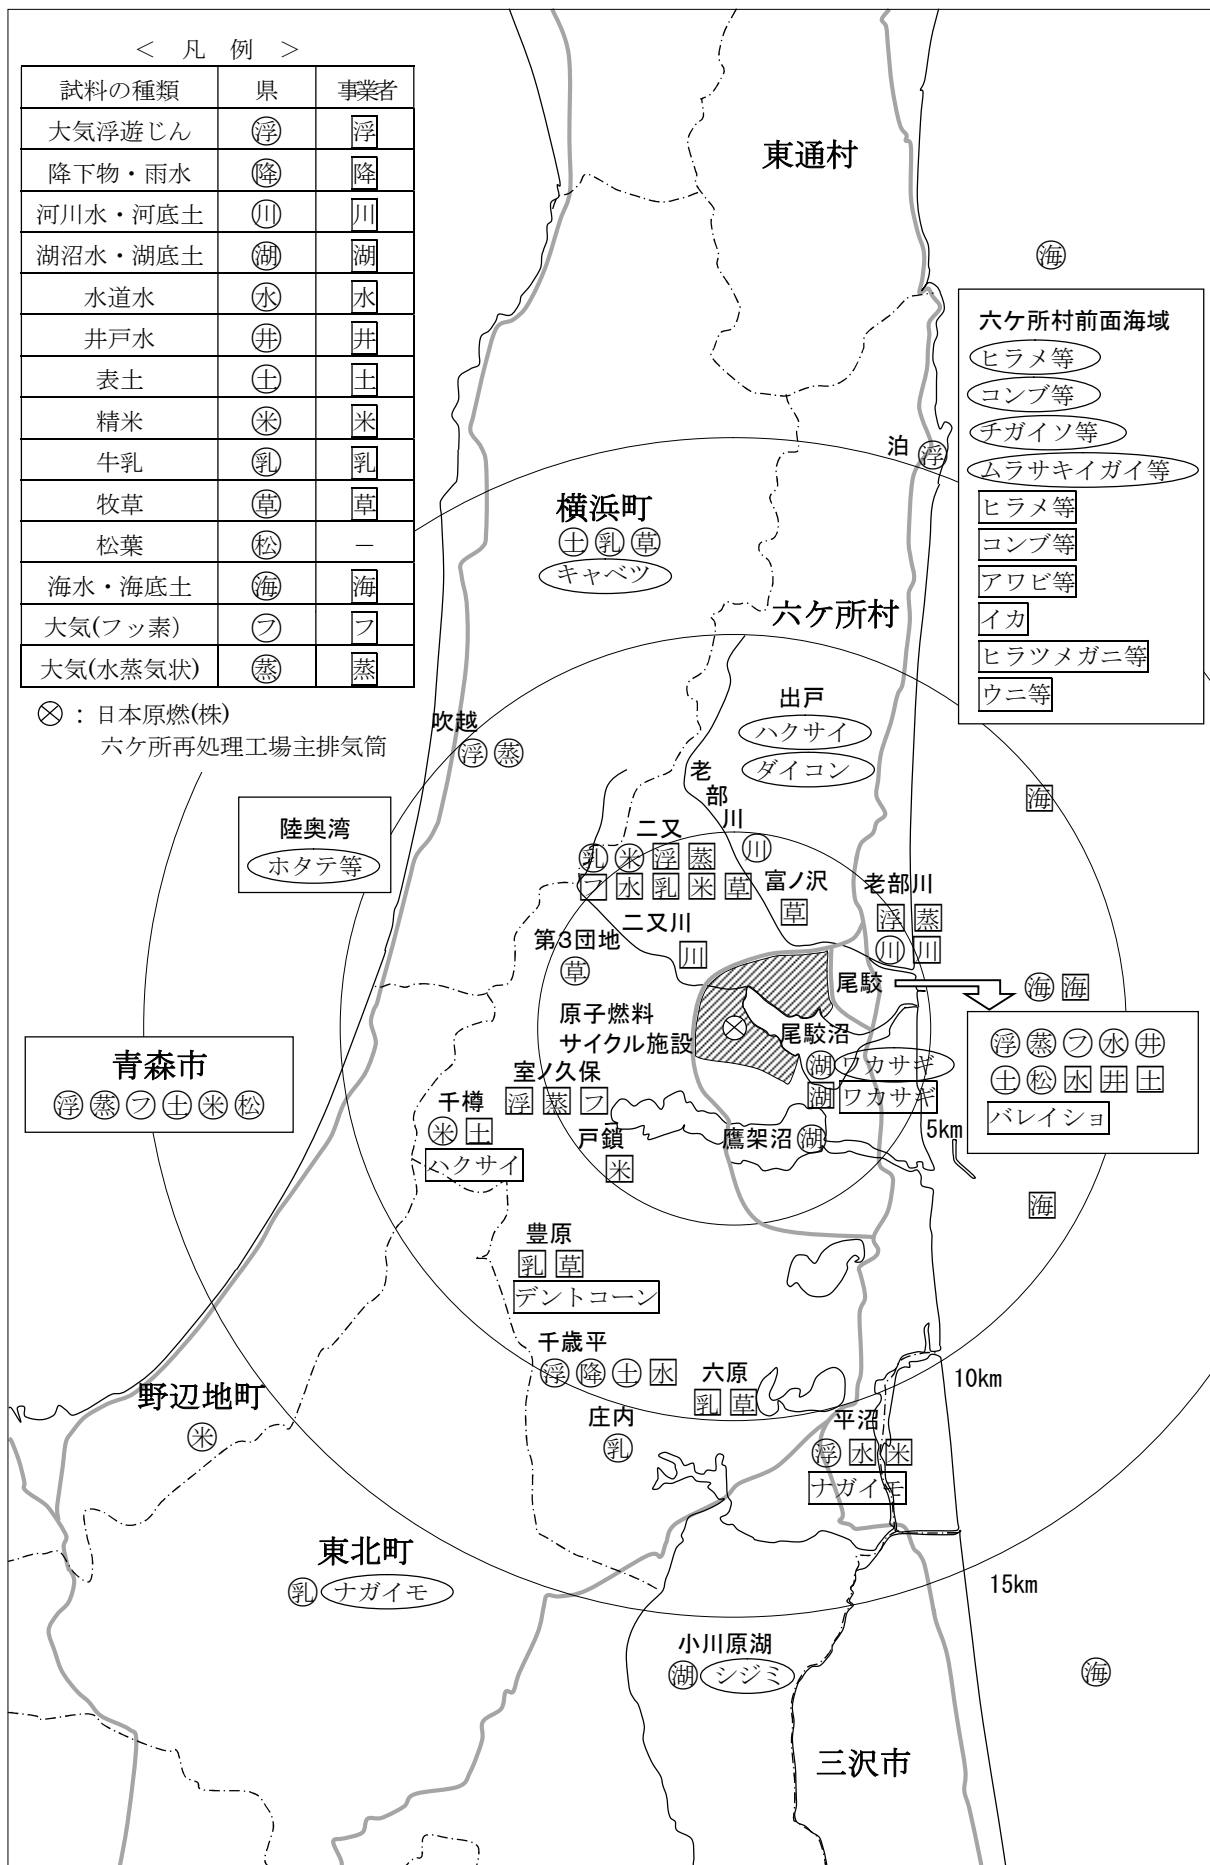 ＜ 凡 例 ＞
試料の種類 県 事業者
大気浮遊じん 浮 浮
降下物・雨水 降 降
河川水・河底土 川 川
湖沼水・湖底土 湖 湖
水道水 水 水
井戸水 井 井
表土 土 土
精米 米 米
牛乳 乳 乳
牧草 草 草
松葉 松 －
海水・海底土 海 海
大気(フッ素) フ フ
大気(水蒸気状) 蒸 蒸
⊗ ：日本原燃(株)
六ケ所再処理工場主排気筒
東通村
海
六ケ所村前面海域
ヒラメ等
コンブ等
チガイソ等
ムラサキイガイ等
ヒラメ等
コンブ等
アワビ等
イカ
ヒラツメガニ等
ウニ等
泊 浮
横浜町
土 乳 草
キャベツ
六ケ所村
吹越
浮 蒸
出戸
ハクサイ
ダイコン
海
陸奥湾
ホタテ等
老部川
川
二又
乳 米 浮 蒸
フ 水 乳 米 草
富ノ沢
草
老部川
浮 蒸
川 川
二又川
川
第3団地
草
尾駮
海 海
浮 蒸 フ 水 井
土 松 水 井 土
バレイショ
原子燃料
サイクル施設
尾駮沼
湖 ワカサギ
湖 ワカサギ
青森市
浮 蒸 フ 土 米 松
室ノ久保
浮 蒸 フ
千樽
米 土
ハクサイ
戸鎖
米
鷹架沼 湖
5km
海
豊原
乳 草
デントコーン
千歳平
浮 降 土 水
六原
乳 草
10km
野辺地町
米
庄内
乳
平沼
浮 水 米
ナガイモ
東北町
乳 ナガイモ
15km
小川原湖
湖 シジミ
海
三沢市